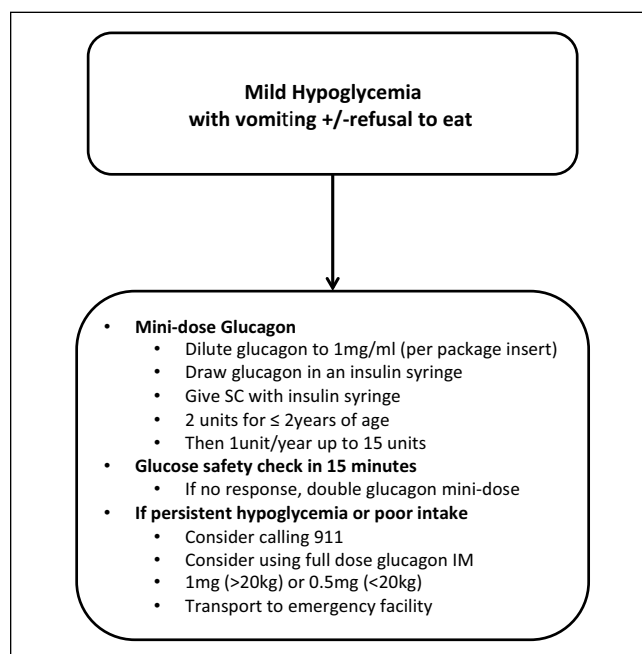 Mild Hypoglycemia
with vomiting +/-refusal to eat
• Mini-dose Glucagon
• Dilute glucagon to 1mg/ml (per package insert)
• Draw glucagon in an insulin syringe
• Give SC with insulin syringe
• 2 units for ≤ 2years of age
• Then 1unit/year up to 15 units
• Glucose safety check in 15 minutes
• If no response, double glucagon mini-dose
• If persistent hypoglycemia or poor intake
• Consider calling 911
• Consider using full dose glucagon IM
• 1mg (>20kg) or 0.5mg (<20kg)
• Transport to emergency facility